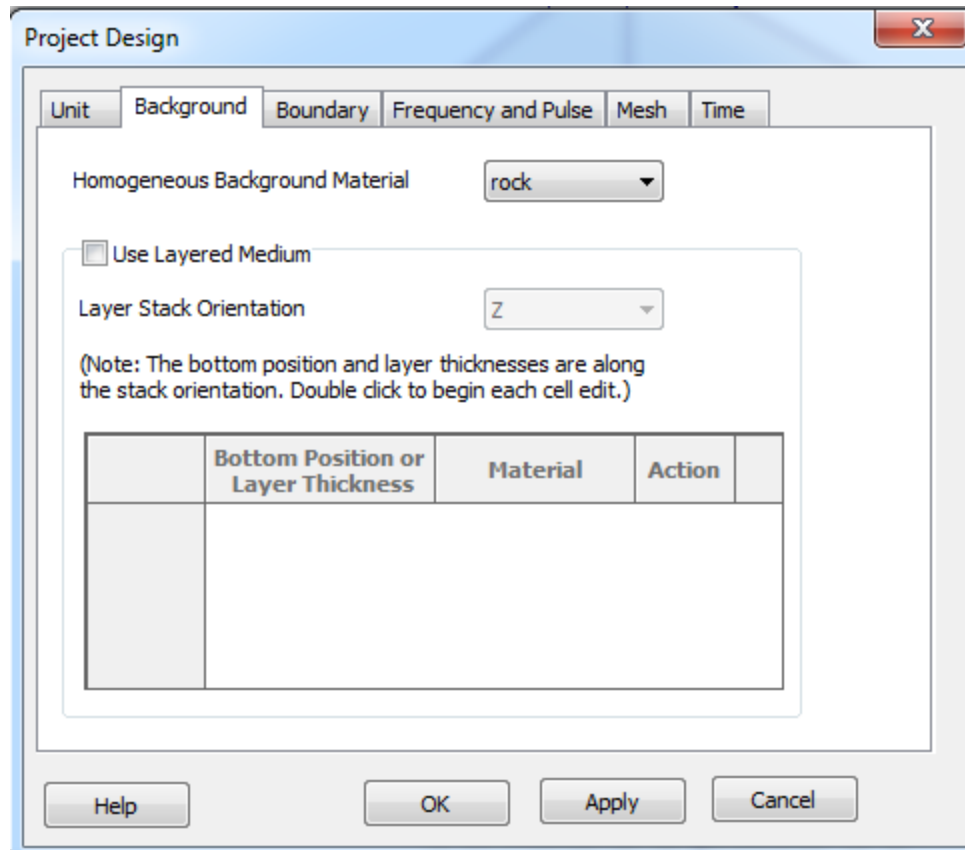 Project Design
Unit
Background
Boundary
Frequency and Pulse
Mesh
Time
Homogeneous Background Material
rock
Use Layered Medium
Layer Stack Orientation
Z
(Note: The bottom position and layer thicknesses are along
the stack orientation. Double click to begin each cell edit.)
Bottom Position or
Layer Thickness
Material
Action
Help
OK
Apply
Cancel